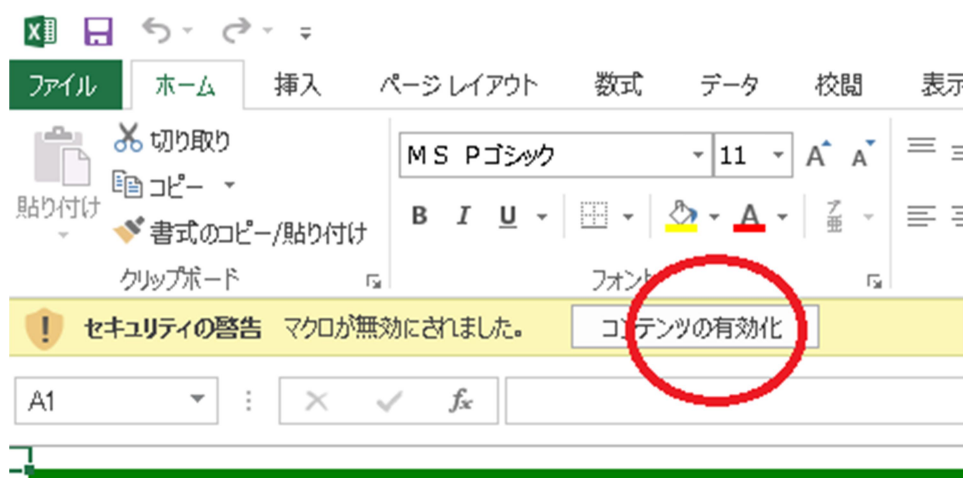 ファイル ホーム 挿入 ページ レイアウト 数式 データ 校閲 表示
切り取り
コピー
貼り付け
書式のコピー/貼り付け
クリップボード
ＭＳ Ｐゴシック 11 A A
B I U A ア亜
フォント
セキュリティの警告 マクロが無効にされました。 コンテンツの有効化
A1 fx